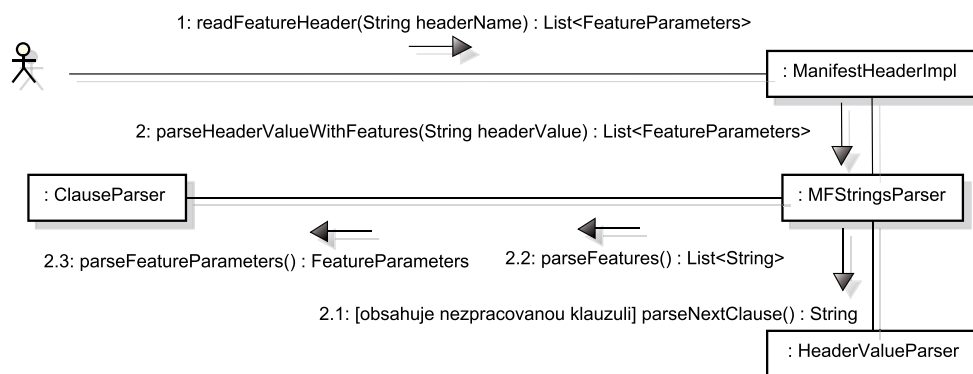 1: readFeatureHeader(String headerName) : List<FeatureParameters>
: ManifestHeaderImpl
2: parseHeaderValueWithFeatures(String headerValue) : List<FeatureParameters>
: ClauseParser
: MFStringsParser
2.3: parseFeatureParameters() : FeatureParameters
2.2: parseFeatures() : List<String>
2.1: [obsahuje nezpracovanou klauzuli] parseNextClause() : String
: HeaderValueParser